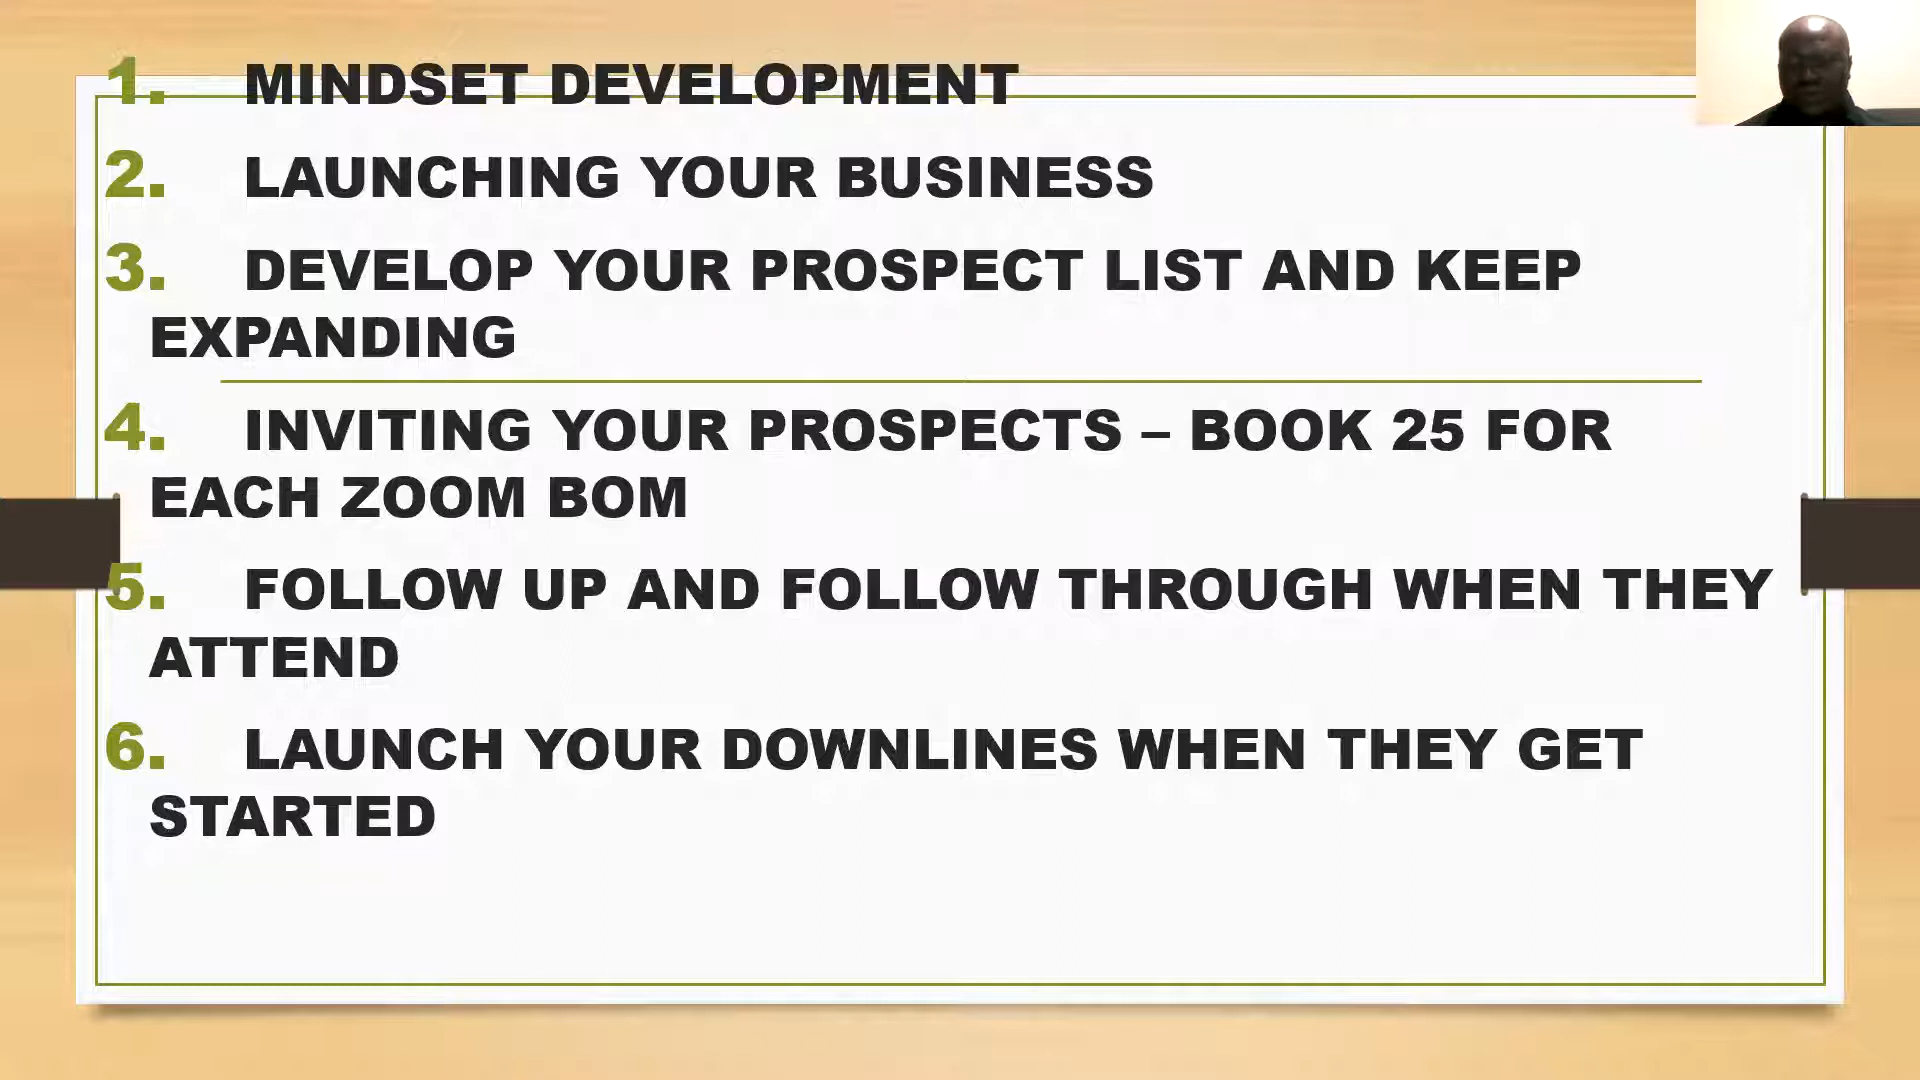 1. MINDSET DEVELOPMENT
2. LAUNCHING YOUR BUSINESS
3. DEVELOP YOUR PROSPECT LIST AND KEEP
EXPANDING
4. INVITING YOUR PROSPECTS – BOOK 25 FOR
EACH ZOOM BOM
5. FOLLOW UP AND FOLLOW THROUGH WHEN THEY
ATTEND
6. LAUNCH YOUR DOWNLINES WHEN THEY GET
STARTED